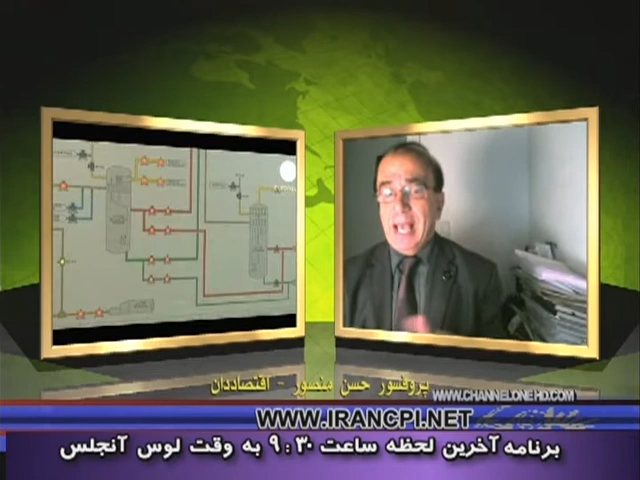 پروفسور حسن منصور - اقتصاددان
WWW.CHANNELONEHD.COM
WWW.IRANCPI.NET
برنامه آخرین لحظه ساعت ۹:۳۰ به وقت لوس آنجلس